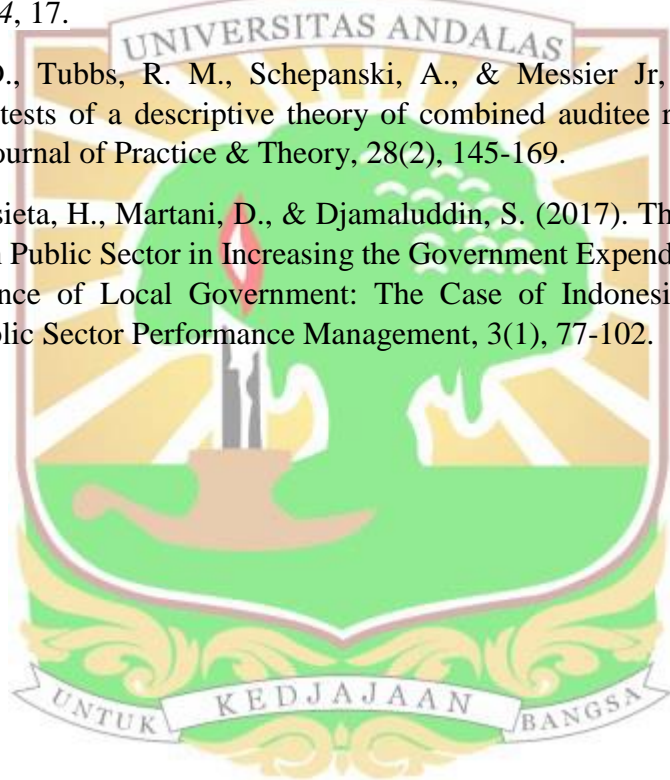 4, 17.
UNIVERSITAS ANDALAS
Tubbs, R. M., Schepanski, A., & Messier Jr,
tests of a descriptive theory of combined auditee
ournal of Practice & Theory, 28(2), 145-169.
sieta, H., Martani, D., & Djamaluddin, S. (2017). Th
Public Sector in Increasing the Government Expend
nce of Local Government: The Case of Indonesi
lic Sector Performance Management, 3(1), 77-102.
UNTUK KEDJAJAAN BANGSA